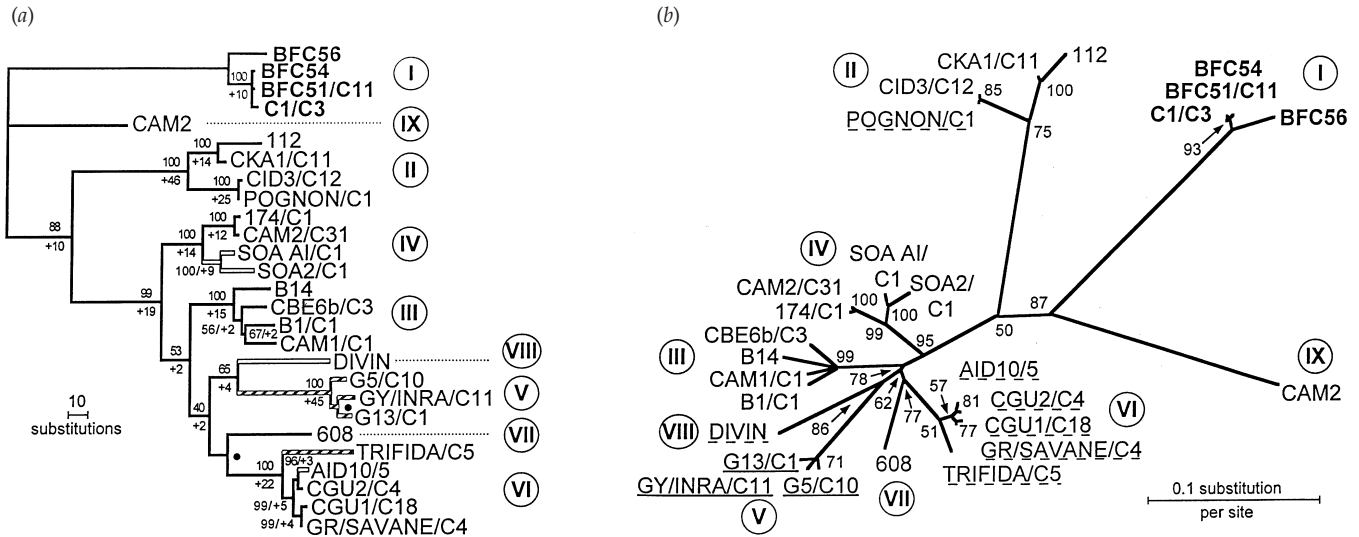 (a)
BFC56
BFC54
BFC51/C11
C1/C3
100
+10
I
CAM2
IX
112
CKA1/C11
CID3/C12
POGNON/C1
100
+14
100
+46
100
+25
II
174/C1
CAM2/C31
SOA AI/C1
SOA2/C1
100
+12
100
+14
100/+9
IV
88
+10
99
+19
B14
CBE6b/C3
B1/C1
CAM1/C1
100
+15
56/+2
67/+2
III
53
+2
DIVIN
VIII
65
+4
G5/C10
GY/INRA/C11
G13/C1
100
+45
V
40
+2
608
VII
TRIFIDA/C5
AID10/5
CGU2/C4
CGU1/C18
GR/SAVANE/C4
96/+3
100
+22
99/+5
99/+4
VI
10
substitutions
(b)
II
CKA1/C11
112
CID3/C12
85
100
POGNON/C1
75
BFC54
BFC51/C11
C1/C3
BFC56
I
93
IV
SOA AI/
C1
SOA2/
C1
CAM2/C31
174/C1
100
100
99
95
50
87
CBE6b/C3
B14
CAM1/C1
B1/C1
III
99
78
62
77
IX
CAM2
AID10/5
57
81
CGU2/C4
CGU1/C18
77
51
GR/SAVANE/C4
TRIFIDA/C5
VI
VIII
DIVIN
86
G13/C1
71
GY/INRA/C11
G5/C10
V
608
VII
0.1 substitution
per site